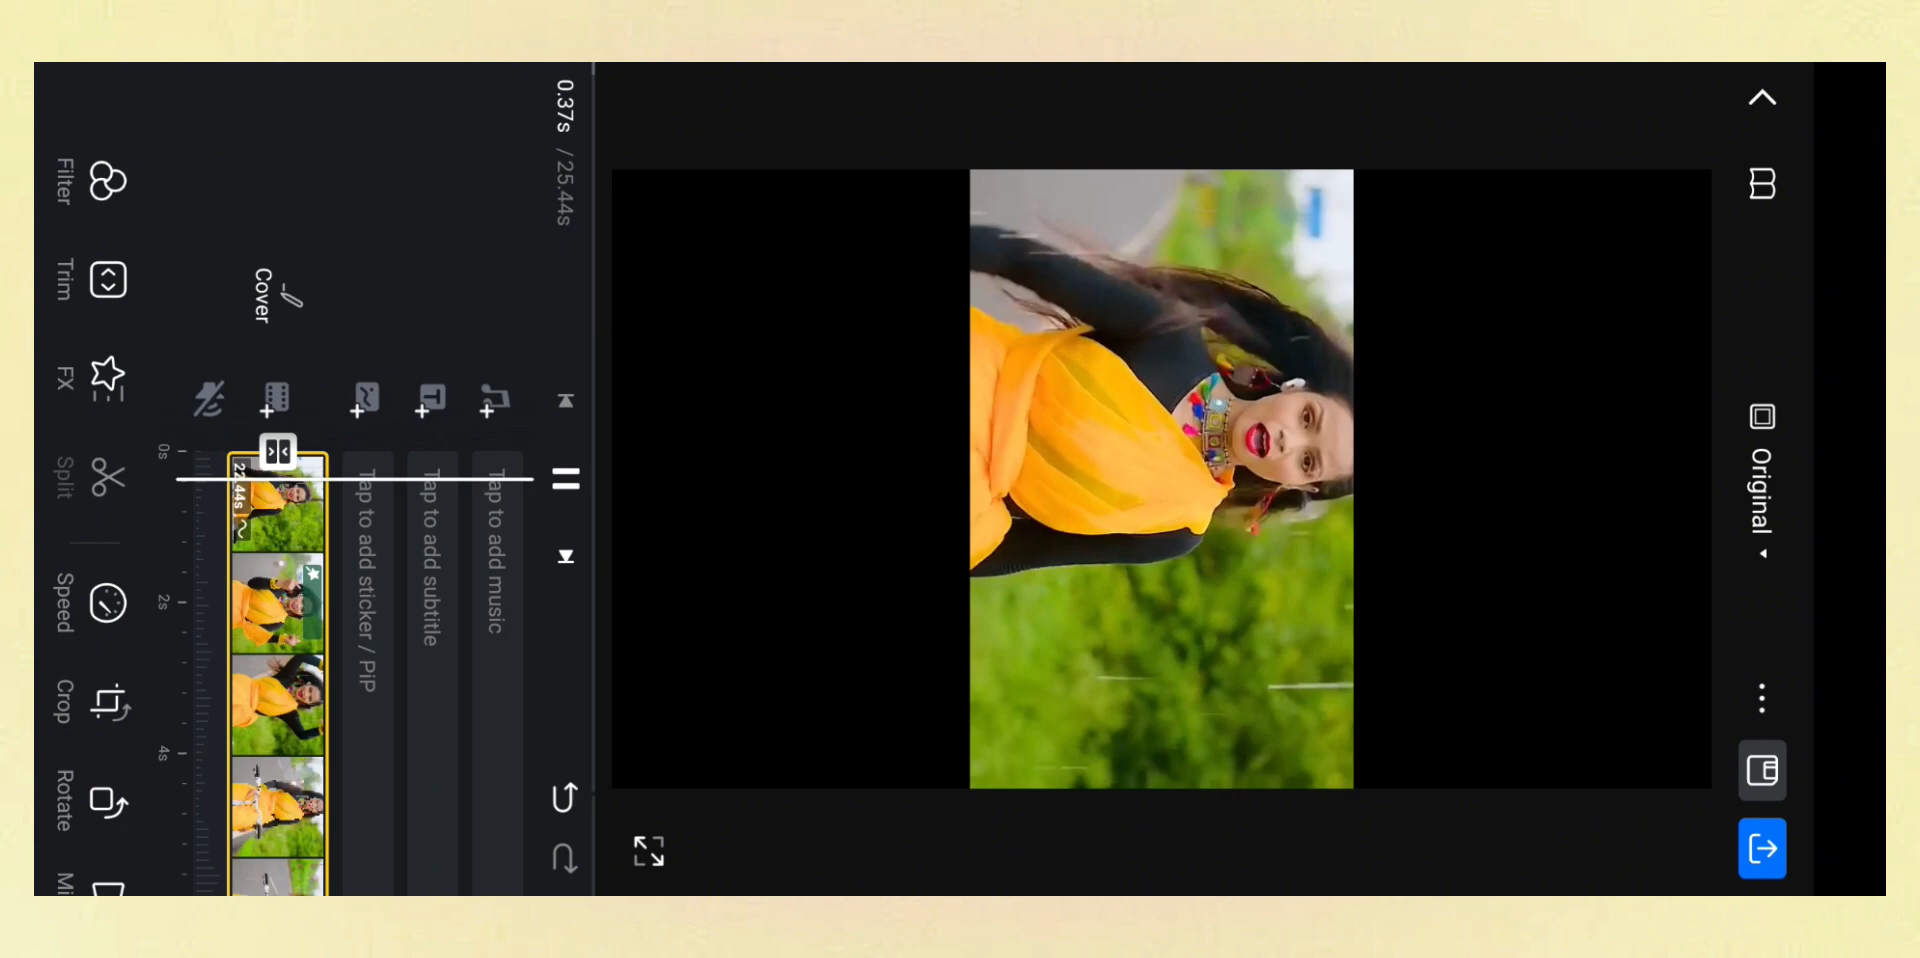 Original
0.37s / 25.44s
Tap to add music
Tap to add subtitle
Tap to add sticker / PiP
Cover
22.44s
0s
2s
4s
Filter
Trim
FX
Split
Speed
Crop
Rotate
Mi